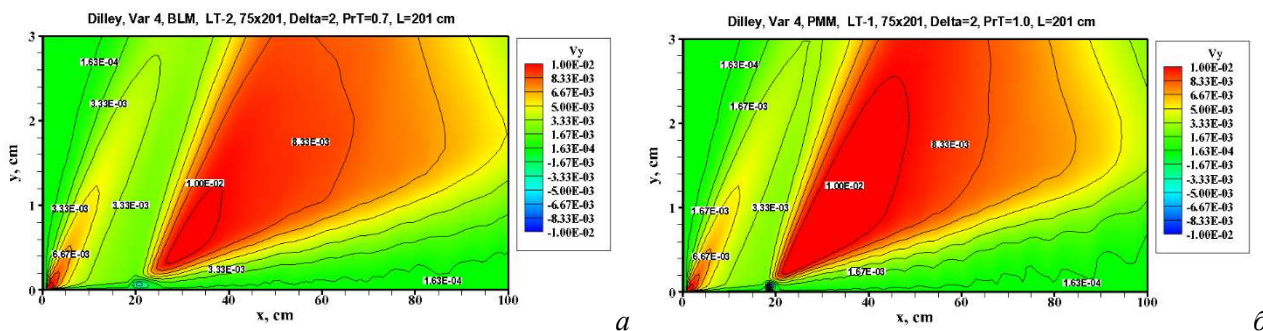 Dilley, Var 4, BLM, LT-2, 75x201, Delta=2, PrT=0.7, L=201 cm
3
2
1
0
y, cm
0
20
40
60
80
100
x, cm
1.63E-04
3.33E-03
3.33E-03
3.33E-03
6.67E-03
8.33E-03
1.00E-02
3.33E-03
1.63E-04
Vy
1.00E-02
8.33E-03
6.67E-03
5.00E-03
3.33E-03
1.67E-03
1.63E-04
-1.67E-03
-3.33E-03
-5.00E-03
-6.67E-03
-8.33E-03
-1.00E-02
а
Dilley, Var 4, PMM, LT-1, 75x201, Delta=2, PrT=1.0, L=201 cm
3
2
1
0
y, cm
0
20
40
60
80
100
x, cm
1.63E-04
1.67E-03
1.67E-03
3.33E-03
6.67E-03
8.33E-03
1.00E-02
1.67E-03
1.63E-04
Vy
1.00E-02
8.33E-03
6.67E-03
5.00E-03
3.33E-03
1.67E-03
1.63E-04
-1.67E-03
-3.33E-03
-5.00E-03
-6.67E-03
-8.33E-03
-1.00E-02
б